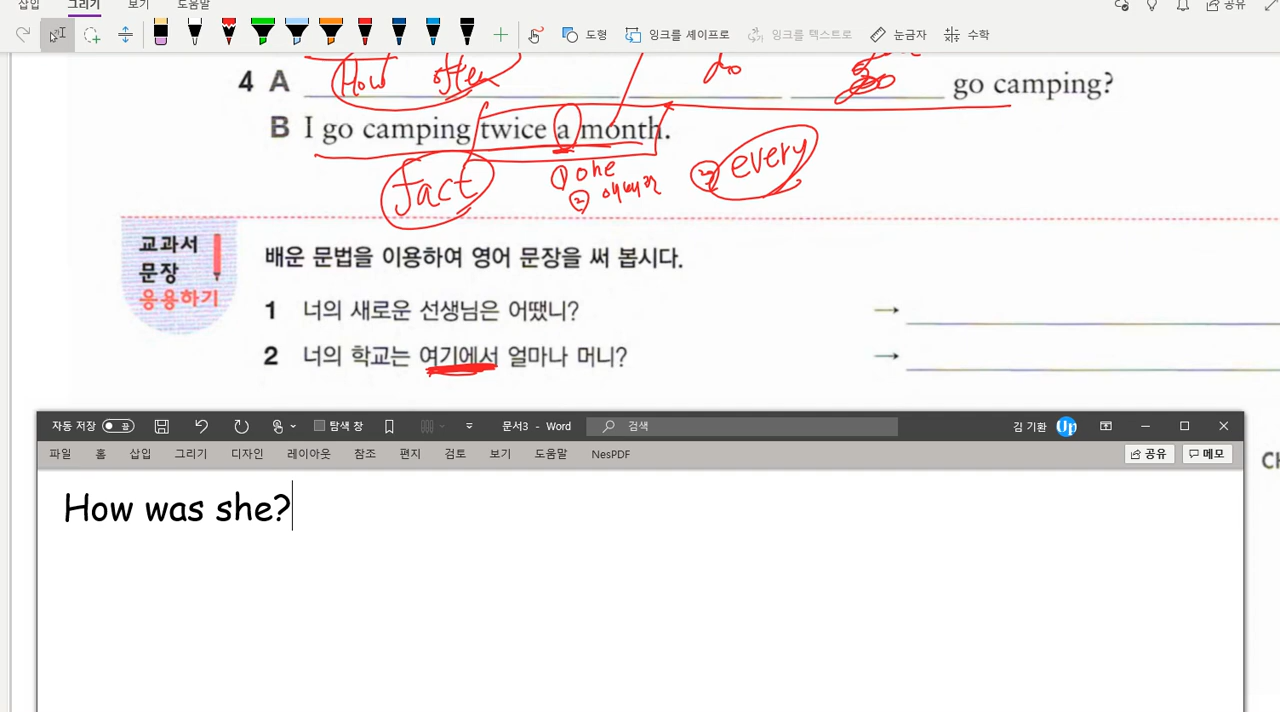 삽입 그리기 보기 도움말 공유
도형 잉크를 셰이프로 잉크를 텍스트로 눈금자 수학
How often do
4 A go camping?
B I go camping twice a month.
fact ① one ② every
교과서 문장 응용하기
배운 문법을 이용하여 영어 문장을 써 봅시다.
1 너의 새로운 선생님은 어땠니? →
2 너의 학교는 여기에서 얼마나 머니? →
자동 저장 끔 탐색 창 문서3 - Word 검색 김 기환 Up
파일 홈 삽입 그리기 디자인 레이아웃 참조 편지 검토 보기 도움말 NesPDF 공유 메모
How was she?